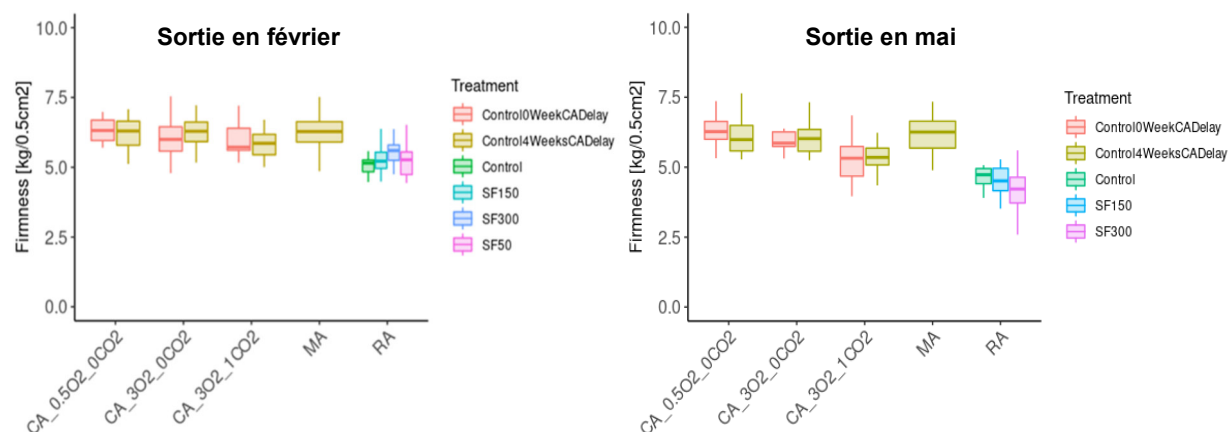 Sortie en février
Firmness [kg/0.5cm2]
10.0
7.5
5.0
2.5
0.0
CA_0.5O2_0CO2
CA_3O2_0CO2
CA_3O2_1CO2
MA
RA
Treatment
Control0WeekCADelay
Control4WeeksCADelay
Control
SF150
SF300
SF50
Sortie en mai
Firmness [kg/0.5cm2]
10.0
7.5
5.0
2.5
0.0
CA_0.5O2_0CO2
CA_3O2_0CO2
CA_3O2_1CO2
MA
RA
Treatment
Control0WeekCADelay
Control4WeeksCADelay
Control
SF150
SF300